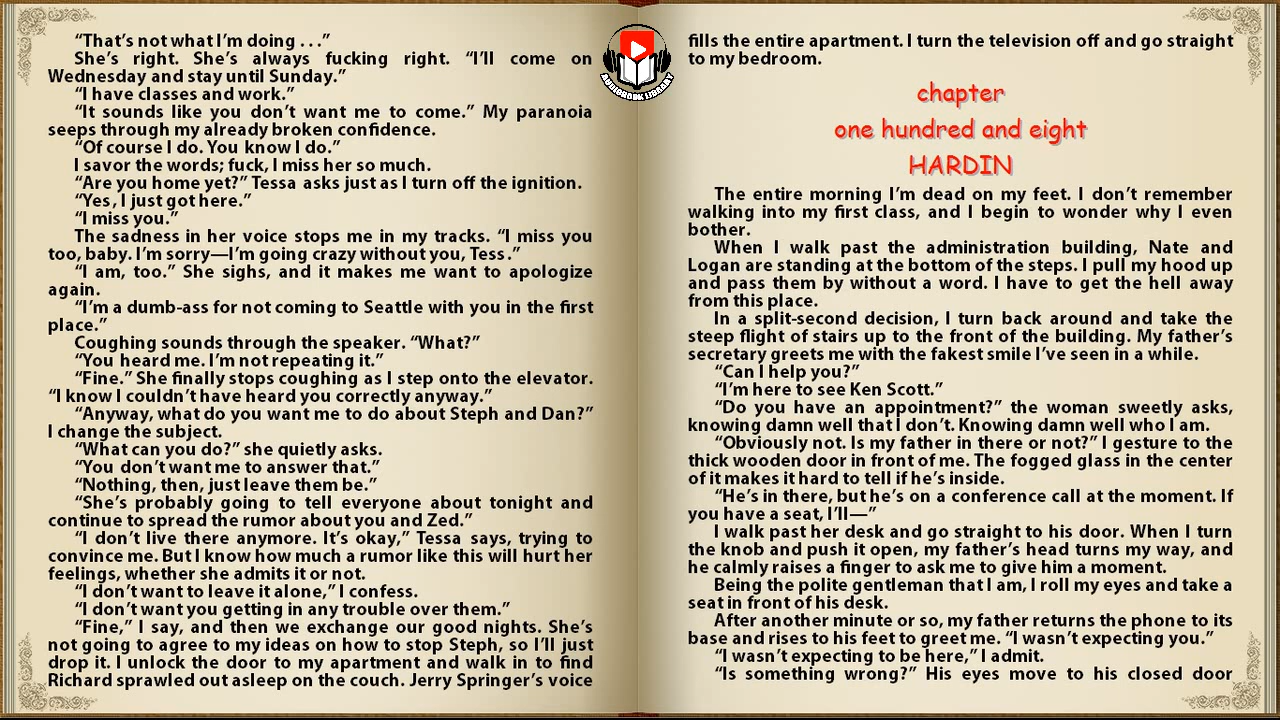 “That’s not what I’m doing . . .”
She’s right. She’s always fucking right. “I’ll come on
Wednesday and stay until Sunday.”
“I have classes and work.”
“It sounds like you don’t want me to come.” My paranoia
seeps through my already broken confidence.
“Of course I do. You know I do.”
I savor the words; fuck, I miss her so much.
“Are you home yet?” Tessa asks just as I turn off the ignition.
“Yes, I just got here.”
“I miss you.”
The sadness in her voice stops me in my tracks. “I miss you
too, baby. I’m sorry—I’m going crazy without you, Tess.”
“I am, too.” She sighs, and it makes me want to apologize
again.
“I’m a dumb-ass for not coming to Seattle with you in the first
place.”
Coughing sounds through the speaker. “What?”
“You heard me. I’m not repeating it.”
“Fine.” She finally stops coughing as I step onto the elevator.
“I know I couldn’t have heard you correctly anyway.”
“Anyway, what do you want me to do about Steph and Dan?”
I change the subject.
“What can you do?” she quietly asks.
“You don’t want me to answer that.”
“Nothing, then, just leave them be.”
“She’s probably going to tell everyone about tonight and
continue to spread the rumor about you and Zed.”
“I don’t live there anymore. It’s okay,” Tessa says, trying to
convince me. But I know how much a rumor like this will hurt her
feelings, whether she admits it or not.
“I don’t want to leave it alone,” I confess.
“I don’t want you getting in any trouble over them.”
“Fine,” I say, and then we exchange our good nights. She’s
not going to agree to my ideas on how to stop Steph, so I’ll just
drop it. I unlock the door to my apartment and walk in to find
Richard sprawled out asleep on the couch. Jerry Springer’s voice
AUDIOBOOK LIBRARY
fills the entire apartment. I turn the television off and go straight
to my bedroom.
chapter
one hundred and eight
HARDIN
The entire morning I’m dead on my feet. I don’t remember
walking into my first class, and I begin to wonder why I even
bother.
When I walk past the administration building, Nate and
Logan are standing at the bottom of the steps. I pull my hood up
and pass them by without a word. I have to get the hell away
from this place.
In a split-second decision, I turn back around and take the
steep flight of stairs up to the front of the building. My father’s
secretary greets me with the fakest smile I’ve seen in a while.
“Can I help you?”
“I’m here to see Ken Scott.”
“Do you have an appointment?” the woman sweetly asks,
knowing damn well that I don’t. Knowing damn well who I am.
“Obviously not. Is my father in there or not?” I gesture to the
thick wooden door in front of me. The fogged glass in the center
of it makes it hard to tell if he’s inside.
“He’s in there, but he’s on a conference call at the moment. If
you have a seat, I’ll—”
I walk past her desk and go straight to his door. When I turn
the knob and push it open, my father’s head turns my way, and
he calmly raises a finger to ask me to give him a moment.
Being the polite gentleman that I am, I roll my eyes and take a
seat in front of his desk.
After another minute or so, my father returns the phone to its
base and rises to his feet to greet me. “I wasn’t expecting you.”
“I wasn’t expecting to be here,” I admit.
“Is something wrong?” His eyes move to his closed door